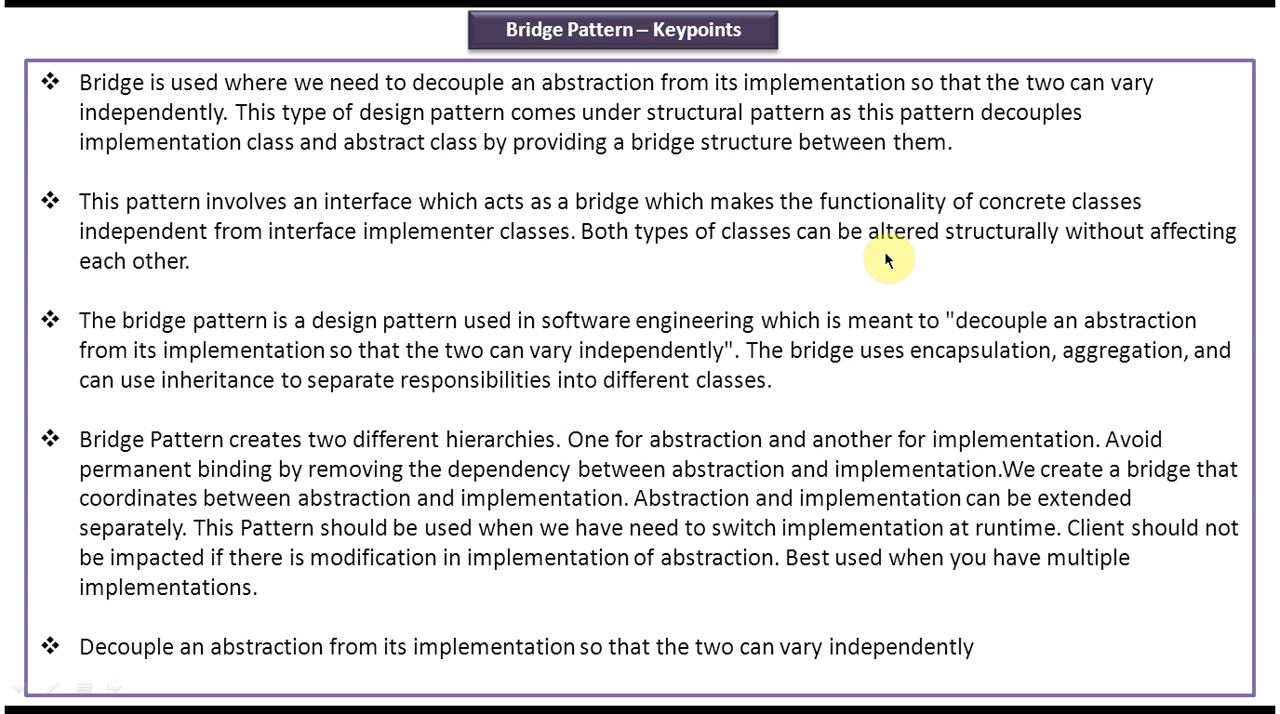 Bridge Pattern – Keypoints
❖ Bridge is used where we need to decouple an abstraction from its implementation so that the two can vary
independently. This type of design pattern comes under structural pattern as this pattern decouples
implementation class and abstract class by providing a bridge structure between them.
❖ This pattern involves an interface which acts as a bridge which makes the functionality of concrete classes
independent from interface implementer classes. Both types of classes can be altered structurally without affecting
each other.
❖ The bridge pattern is a design pattern used in software engineering which is meant to "decouple an abstraction
from its implementation so that the two can vary independently". The bridge uses encapsulation, aggregation, and
can use inheritance to separate responsibilities into different classes.
❖ Bridge Pattern creates two different hierarchies. One for abstraction and another for implementation. Avoid
permanent binding by removing the dependency between abstraction and implementation.We create a bridge that
coordinates between abstraction and implementation. Abstraction and implementation can be extended
separately. This Pattern should be used when we have need to switch implementation at runtime. Client should not
be impacted if there is modification in implementation of abstraction. Best used when you have multiple
implementations.
❖ Decouple an abstraction from its implementation so that the two can vary independently